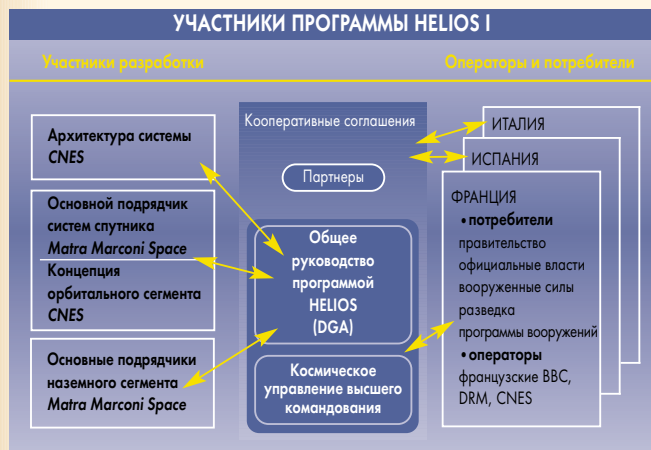 УЧАСТНИКИ ПРОГРАММЫ HELIOS I
Участники разработки
Операторы и потребители
Архитектура системы
CNES
Основной подрядчик
систем спутника
Matra Marconi Space
Концепция
орбитального сегмента
CNES
Основные подрядчики
наземного сегмента
Matra Marconi Space
Кооперативные соглашения
Партнеры
Общее
руководство
программой
HELIOS
(DGA)
Космическое
управление высшего
командования
ИТАЛИЯ
ИСПАНИЯ
ФРАНЦИЯ
• потребители
правительство
официальные власти
вооруженные силы
разведка
программы вооружений
• операторы
французские ВВС,
DRM, CNES